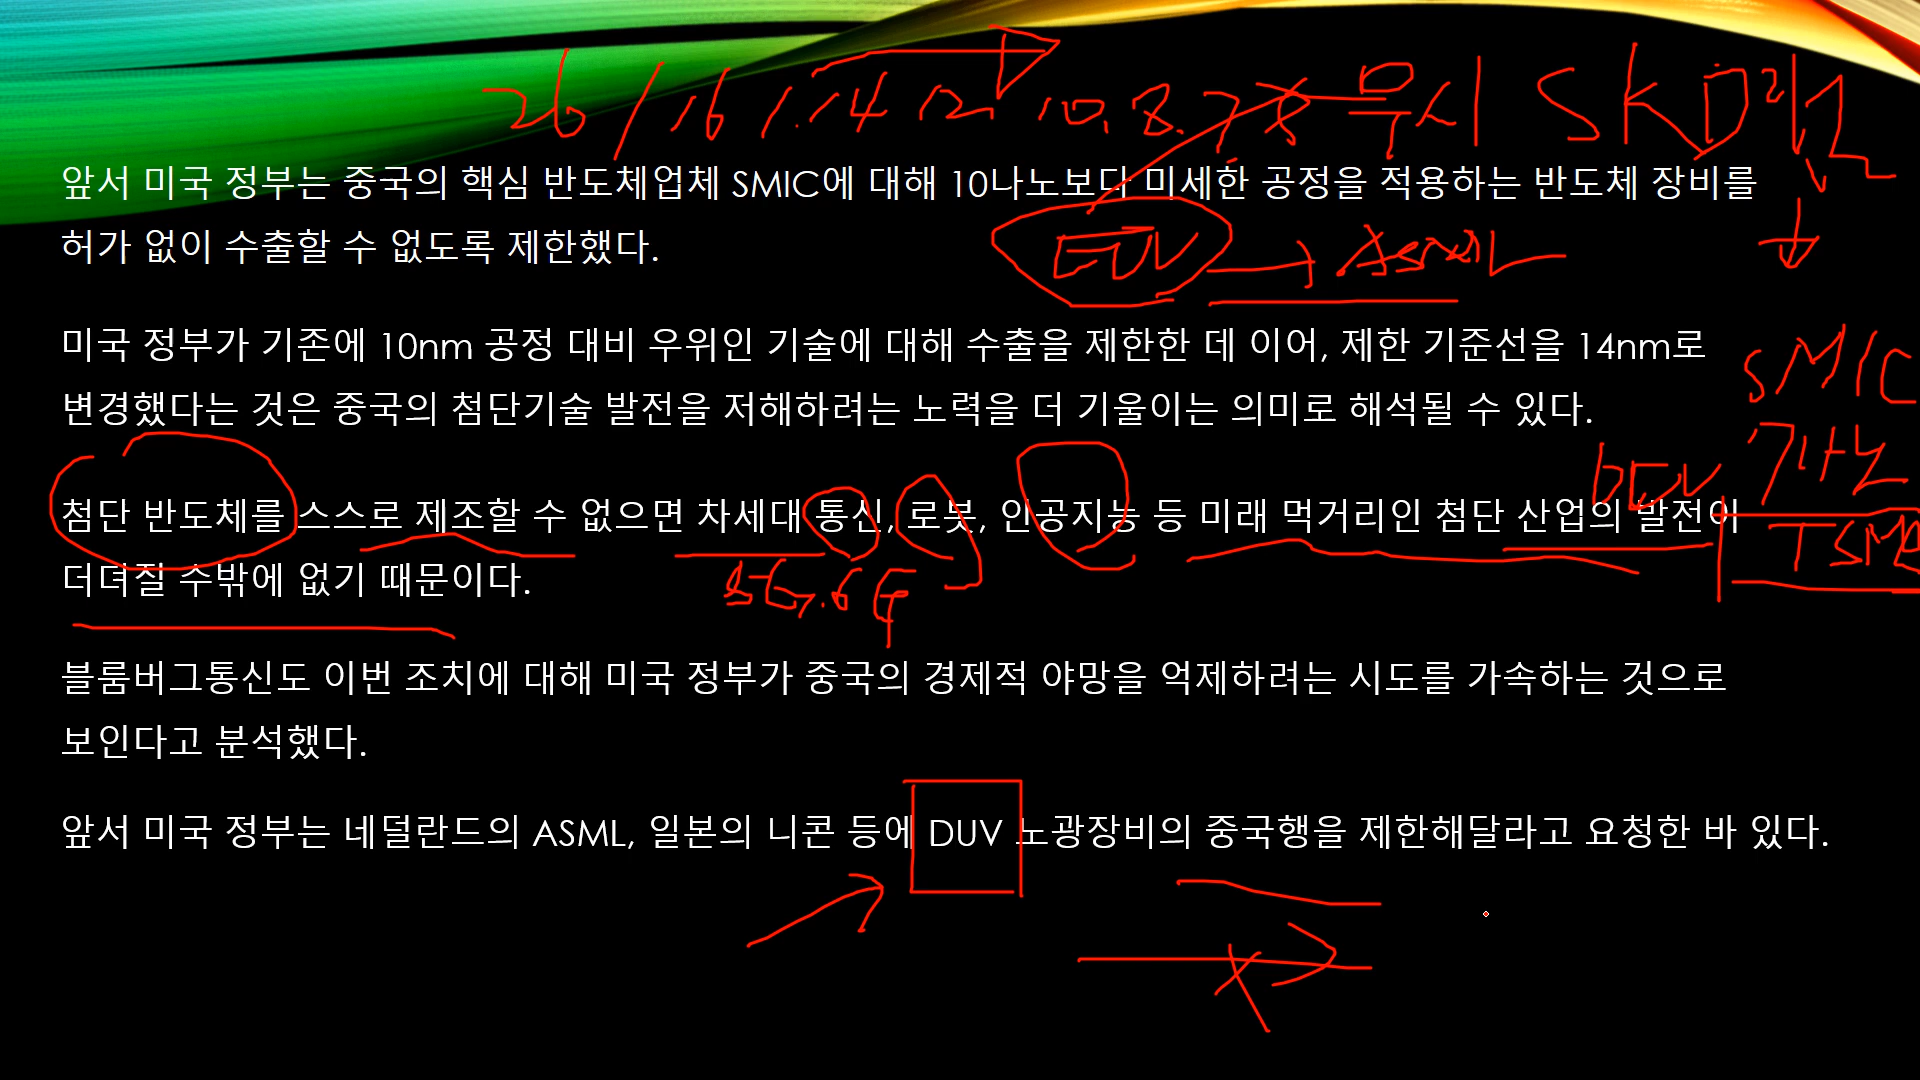 26 / 16 / 14 12 10. 8. 7 5 무시 SK
앞서 미국 정부는 중국의 핵심 반도체업체 SMIC에 대해 10나노보다 미세한 공정을 적용하는 반도체 장비를
허가 없이 수출할 수 없도록 제한했다.
EUV → ASML
미국 정부가 기존에 10nm 공정 대비 우위인 기술에 대해 수출을 제한한 데 이어, 제한 기준선을 14nm로
변경했다는 것은 중국의 첨단기술 발전을 저해하려는 노력을 더 기울이는 의미로 해석될 수 있다.
SMIC
7나노
DUV
TSMC
첨단 반도체를 스스로 제조할 수 없으면 차세대 통신, 로봇, 인공지능 등 미래 먹거리인 첨단 산업의 발전이
더뎌질 수밖에 없기 때문이다.
5G, 6G
블룸버그통신도 이번 조치에 대해 미국 정부가 중국의 경제적 야망을 억제하려는 시도를 가속하는 것으로
보인다고 분석했다.
앞서 미국 정부는 네덜란드의 ASML, 일본의 니콘 등에 DUV 노광장비의 중국행을 제한해달라고 요청한 바 있다.